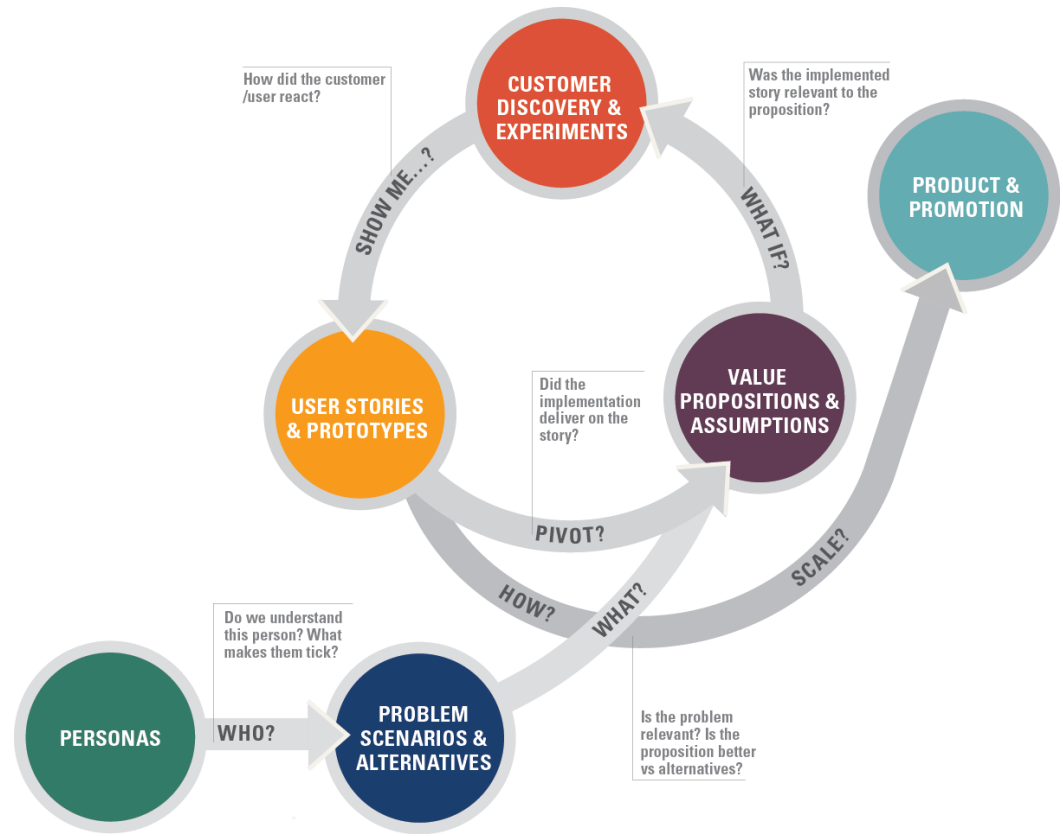 How did the customer
/user react?
CUSTOMER
DISCOVERY &
EXPERIMENTS
Was the implemented
story relevant to the
proposition?
PRODUCT &
PROMOTION
SHOW ME...?
WHAT IF?
USER STORIES
& PROTOTYPES
Did the
implementation
deliver on the
story?
VALUE
PROPOSITIONS &
ASSUMPTIONS
PIVOT?
HOW?
WHAT?
SCALE?
Do we understand
this person? What
makes them tick?
PERSONAS
WHO?
PROBLEM
SCENARIOS &
ALTERNATIVES
Is the problem
relevant? Is the
proposition better
vs alternatives?